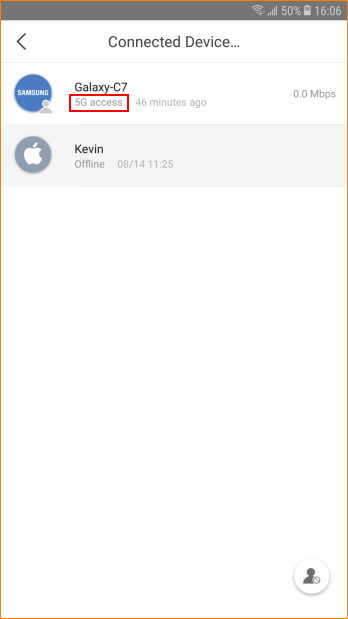 50% 16:06
Connected Device...
SAMSUNG
Galaxy-C7
5G access 46 minutes ago
0.0 Mbps
Kevin
Offline 08/14 11:25